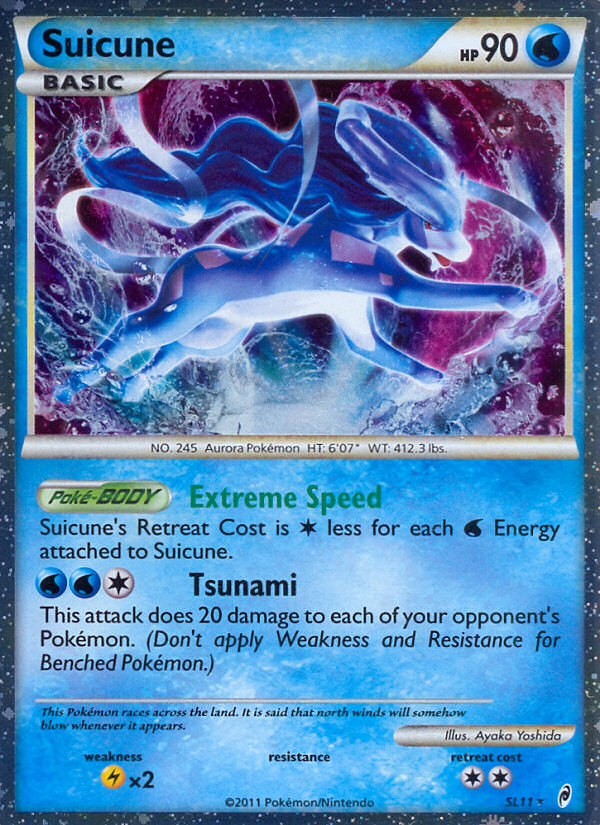 Suicune
HP 90
BASIC
NO. 245 Aurora Pokémon HT: 6'07" WT: 412.3 lbs.
Poké-BODY Extreme Speed
Suicune's Retreat Cost is less for each Energy
attached to Suicune.
Tsunami
This attack does 20 damage to each of your opponent's
Pokémon. (Don't apply Weakness and Resistance for
Benched Pokémon.)
This Pokémon races across the land. It is said that north winds will somehow
blow whenever it appears.
Illus. Ayaka Yoshida
weakness resistance retreat cost
×2
©2011 Pokémon/Nintendo SL11